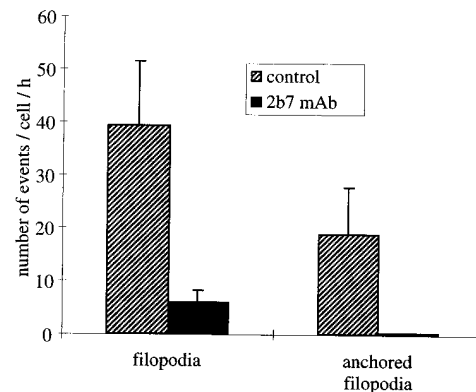 60
50
40
30
20
10
0
number of events / cell / h
control
2b7 mAb
filopodia
anchored
filopodia